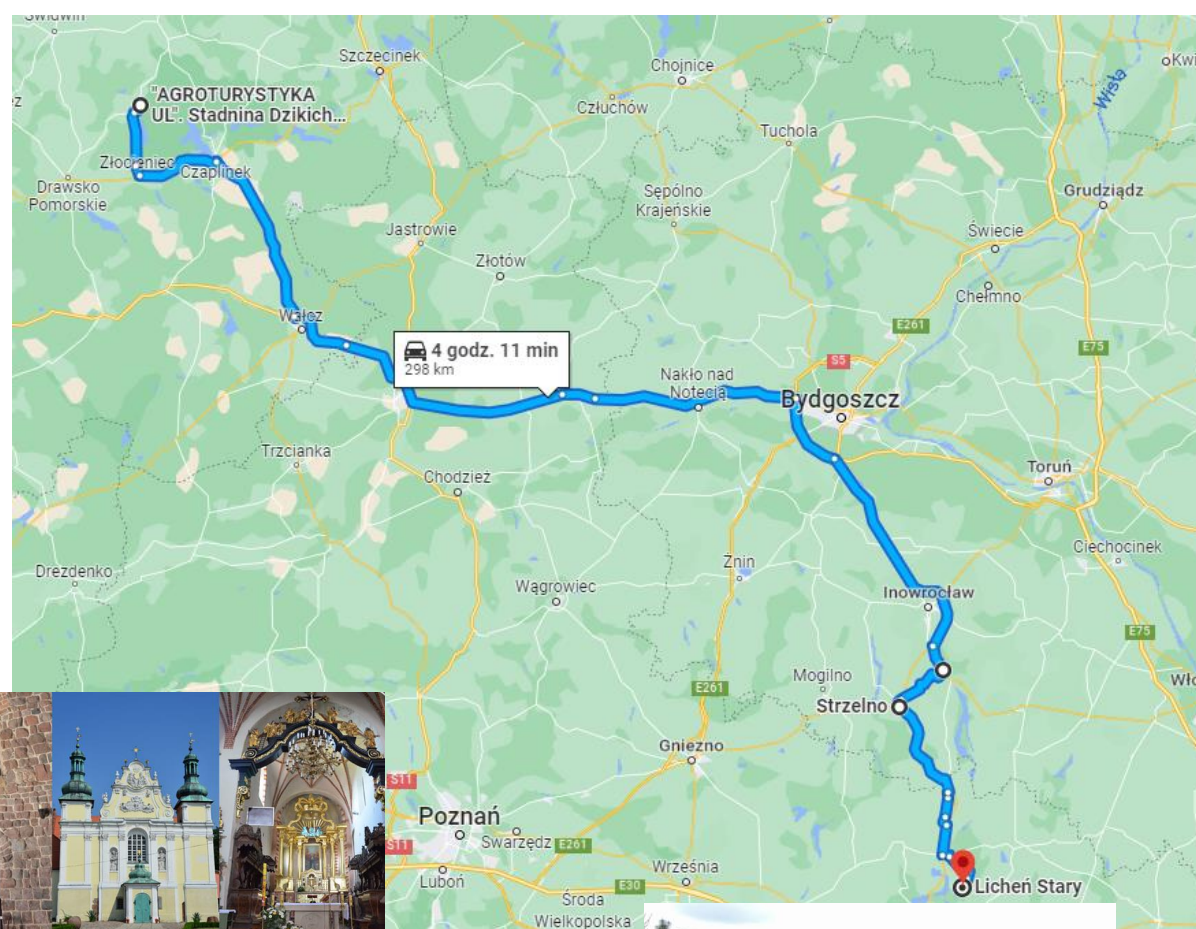 Świdwin
Szczecinek
Chojnice
Człuchów
Wisła
"AGROTURYSTYKA
UL". Stadnina Dzikich...
Tuchola
Złocieniec
Czaplinek
Drawsko
Pomorskie
Sępólno
Krajeńskie
Grudziądz
Jastrowie
Świecie
Złotów
Chełmno
Wałcz
E261
4 godz. 11 min
298 km
E75
S5
Nakło nad
Notecią
Bydgoszcz
Trzcianka
Toruń
Chodzież
Ciechocinek
Żnin
Drezdenko
Wągrowiec
Inowrocław
E75
Mogilno
E261
Strzelno
Gniezno
S11
Poznań
Swarzędz
E261
S11
Września
Luboń
E30
Licheń Stary
Środa
Wielkopolska